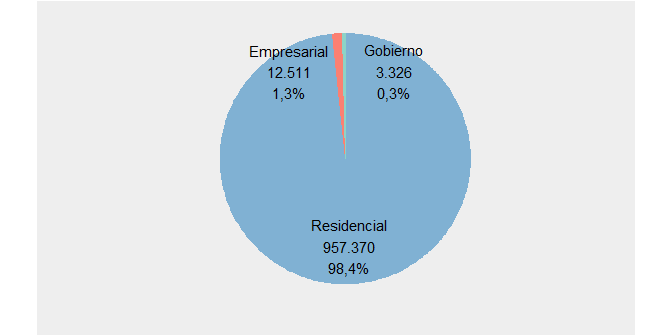 Empresarial
12.511
1,3%
Gobierno
3.326
0,3%
Residencial
957.370
98,4%